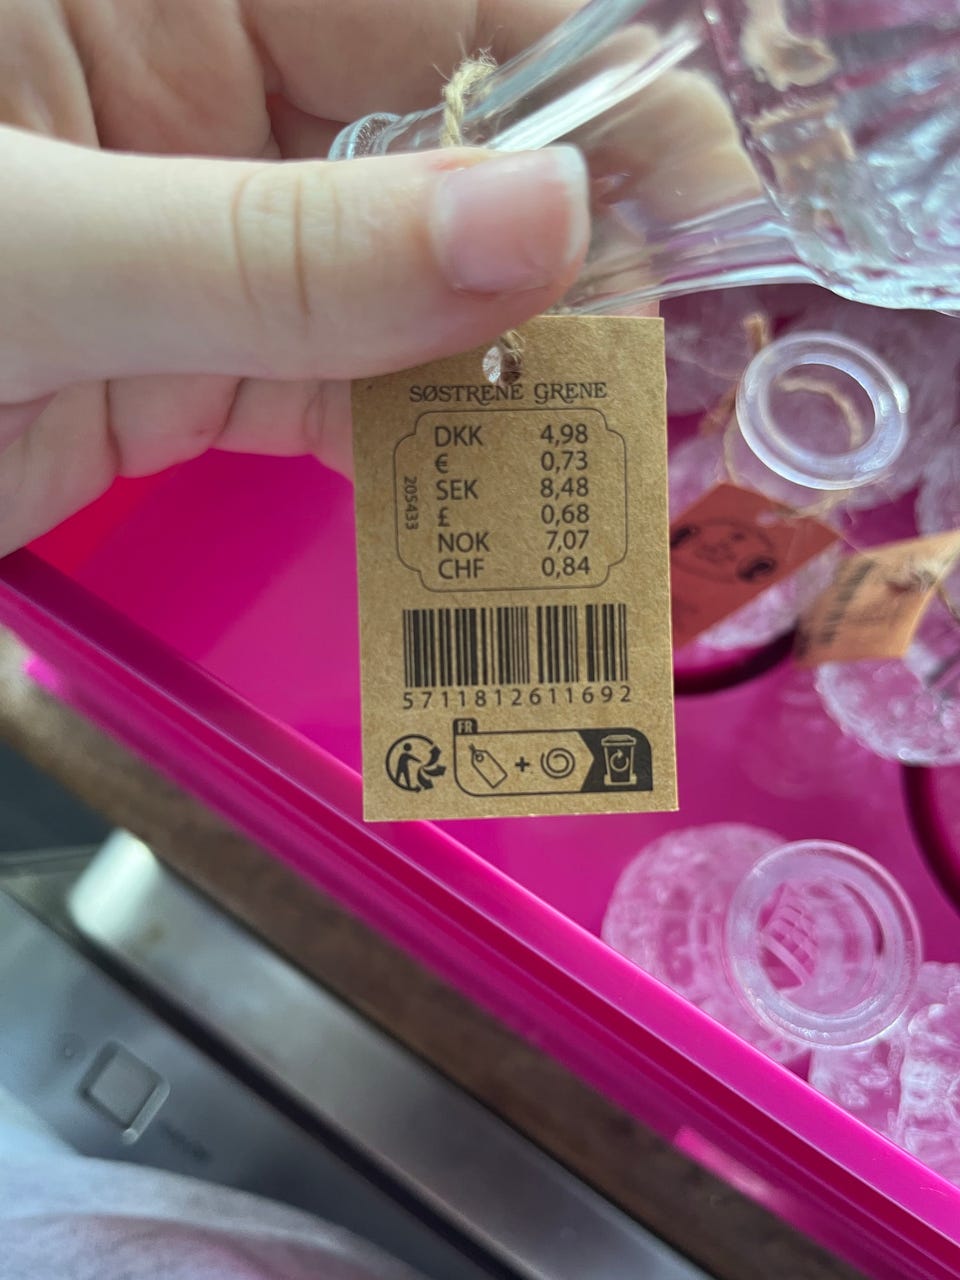 SØSTRENE GRENE
DKK 4,98
€ 0,73
SEK 8,48
£ 0,68
NOK 7,07
CHF 0,84
205433
5711812611692
FR
+